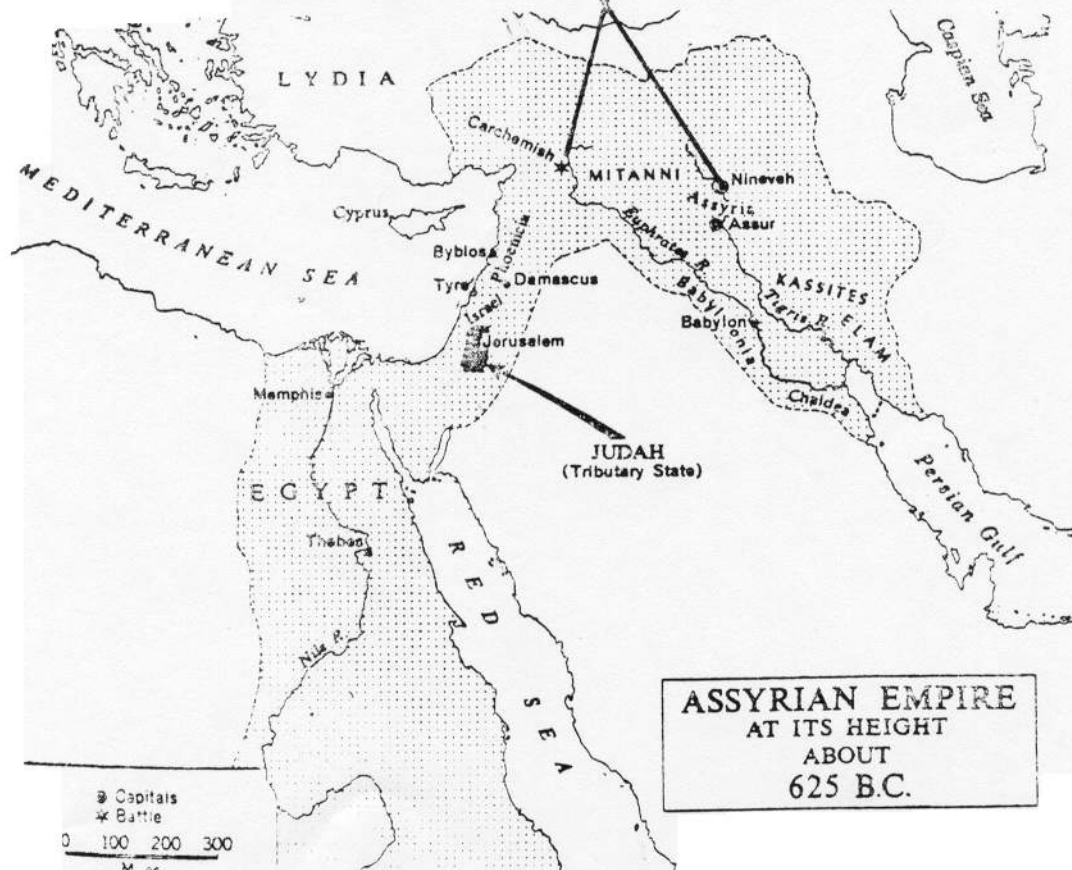 LYDIA
Caspian Sea
Carchemish
MITANNI
Nineveh
Assyria
Assur
MEDITERRANEAN SEA
Cyprus
Euphrates R.
Byblos
Phoenicia
Tyre
Damascus
KASSITES
Israel
Babylonia
Tigris R.
ELAM
Babylon
Jerusalem
Memphis
Chaldea
JUDAH
(Tributary State)
EGYPT
Persian Gulf
Thebes
RED SEA
Nile R.
ASSYRIAN EMPIRE
AT ITS HEIGHT
ABOUT
625 B.C.
Capitals
Battle
0 100 200 300